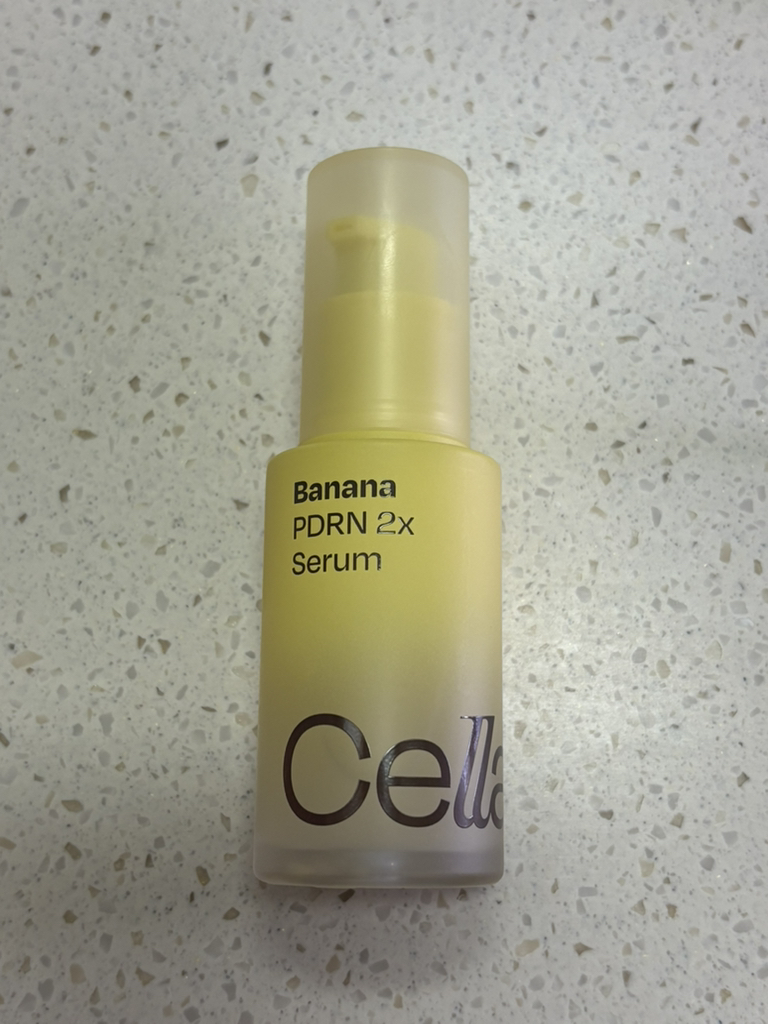 Banana
PDRN 2x
Serum
Cella